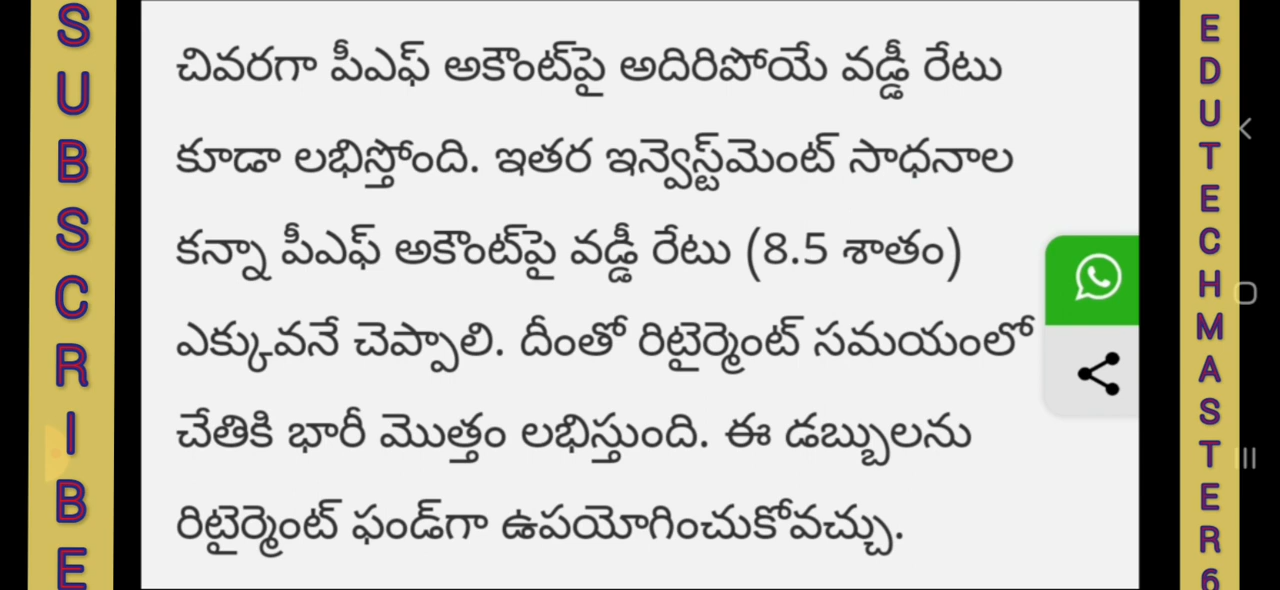 SUBSCRIBE
చివరగా పీఎఫ్ అకౌంట్‌పై అదిరిపోయే వడ్డీ రేటు
కూడా లభిస్తోంది. ఇతర ఇన్వెస్ట్‌మెంట్ సాధనాల
కన్నా పీఎఫ్ అకౌంట్‌పై వడ్డీ రేటు (8.5 శాతం)
ఎక్కువనే చెప్పాలి. దీంతో రిటైర్మెంట్ సమయంలో
చేతికి భారీ మొత్తం లభిస్తుంది. ఈ డబ్బులను
రిటైర్మెంట్ ఫండ్‌గా ఉపయోగించుకోవచ్చు.
EDUTECHMASTER6